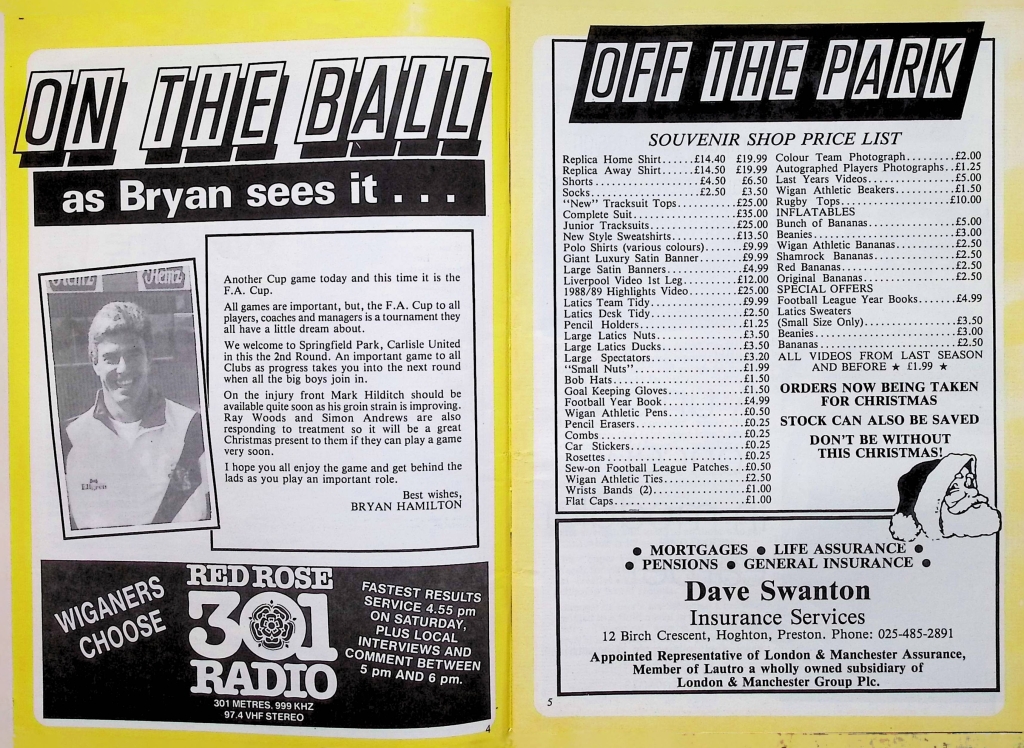 ON THE BALL
as Bryan sees it . . .
Heinz
Heinz
Ellgren
Another Cup game today and this time it is the
F.A. Cup.
All games are important, but, the F.A. Cup to all
players, coaches and managers is a tournament they
all have a little dream about.
We welcome to Springfield Park, Carlisle United
in this the 2nd Round. An important game to all
Clubs as progress takes you into the next round
when all the big boys join in.
On the injury front Mark Hilditch should be
available quite soon as his groin strain is improving.
Ray Woods and Simon Andrews are also
responding to treatment so it will be a great
Christmas present to them if they can play a game
very soon.
I hope you all enjoy the game and get behind the
lads as you play an important role.
Best wishes,
BRYAN HAMILTON
WIGANERS
CHOOSE
RED ROSE
301
RADIO
301 METRES. 999 KHZ
97.4 VHF STEREO
FASTEST RESULTS
SERVICE 4.55 pm
ON SATURDAY,
PLUS LOCAL
INTERVIEWS AND
COMMENT BETWEEN
5 pm AND 6 pm.
4
OFF THE PARK
SOUVENIR SHOP PRICE LIST
Replica Home Shirt......£14.40 £19.99
Replica Away Shirt......£14.50 £19.99
Shorts....................£4.50 £6.50
Socks.....................£2.50 £3.50
"New" Tracksuit Tops..............£25.00
Complete Suit......................£35.00
Junior Tracksuits...................£25.00
New Style Sweatshirts..............£13.50
Polo Shirts (various colours).......£9.99
Giant Luxury Satin Banner.........£9.99
Large Satin Banners................£4.99
Liverpool Video 1st Leg............£12.00
1988/89 Highlights Video...........£25.00
Latics Team Tidy...................£9.99
Latics Desk Tidy....................£2.50
Pencil Holders......................£1.25
Large Latics Nuts...................£3.50
Large Latics Ducks.................£3.50
Large Spectators....................£3.20
"Small Nuts".......................£1.99
Bob Hats............................£1.50
Goal Keeping Gloves................£1.50
Football Year Book.................£4.99
Wigan Athletic Pens................£0.50
Pencil Erasers.......................£0.25
Combs...............................£0.25
Car Stickers.........................£0.25
Rosettes.............................£0.25
Sew-on Football League Patches...£0.50
Wigan Athletic Ties.................£2.50
Wrists Bands (2)....................£1.00
Flat Caps............................£1.00
Colour Team Photograph.........£2.00
Autographed Players Photographs..£1.25
Last Years Videos..................£5.00
Wigan Athletic Beakers............£1.50
Rugby Tops........................£10.00
INFLATABLES
Bunch of Bananas..................£5.00
Beanies.............................£3.00
Wigan Athletic Bananas............£2.50
Shamrock Bananas.................£2.50
Red Bananas........................£2.50
Original Bananas...................£2.50
SPECIAL OFFERS
Football League Year Books......£4.99
Latics Sweaters
(Small Size Only)...................£3.50
Beanies..............................£3.00
Bananas.............................£2.50
ALL VIDEOS FROM LAST SEASON
AND BEFORE ★ £1.99 ★
ORDERS NOW BEING TAKEN
FOR CHRISTMAS
STOCK CAN ALSO BE SAVED
DON'T BE WITHOUT
THIS CHRISTMAS!
● MORTGAGES ● LIFE ASSURANCE ●
● PENSIONS ● GENERAL INSURANCE ●
Dave Swanton
Insurance Services
12 Birch Crescent, Hoghton, Preston. Phone: 025-485-2891
Appointed Representative of London & Manchester Assurance,
Member of Lautro a wholly owned subsidiary of
London & Manchester Group Plc.
5